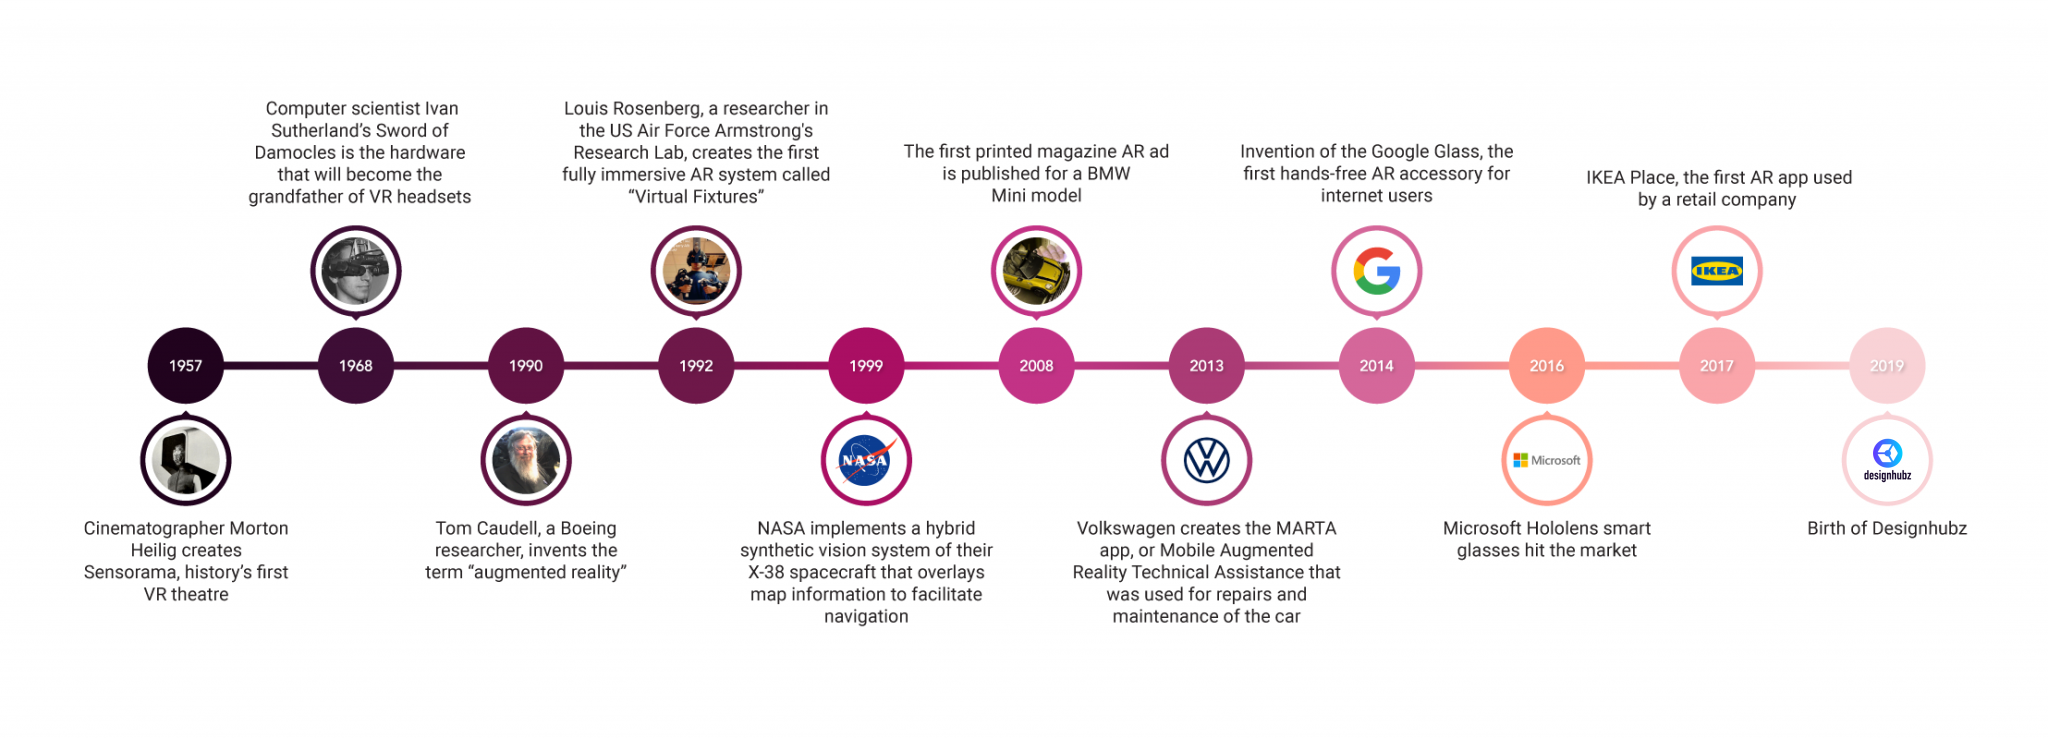 Computer scientist Ivan
Sutherland's Sword of
Damocles is the hardware
that will become the
grandfather of VR headsets
Louis Rosenberg, a researcher in
the US Air Force Armstrong's
Research Lab, creates the first
fully immersive AR system called
“Virtual Fixtures”
The first printed magazine AR ad
is published for a BMW
Mini model
Invention of the Google Glass, the
first hands-free AR accessory for
internet users
IKEA Place, the first AR app used
by a retail company
IKEA
1957
1968
1990
1992
1999
2008
2013
2014
2016
2017
2019
NASA
Microsoft
designhubz
Cinematographer Morton
Heilig creates
Sensorama, history's first
VR theatre
Tom Caudell, a Boeing
researcher, invents the
term “augmented reality”
NASA implements a hybrid
synthetic vision system of their
X-38 spacecraft that overlays
map information to facilitate
navigation
Volkswagen creates the MARTA
app, or Mobile Augmented
Reality Technical Assistance that
was used for repairs and
maintenance of the car
Microsoft Hololens smart
glasses hit the market
Birth of Designhubz